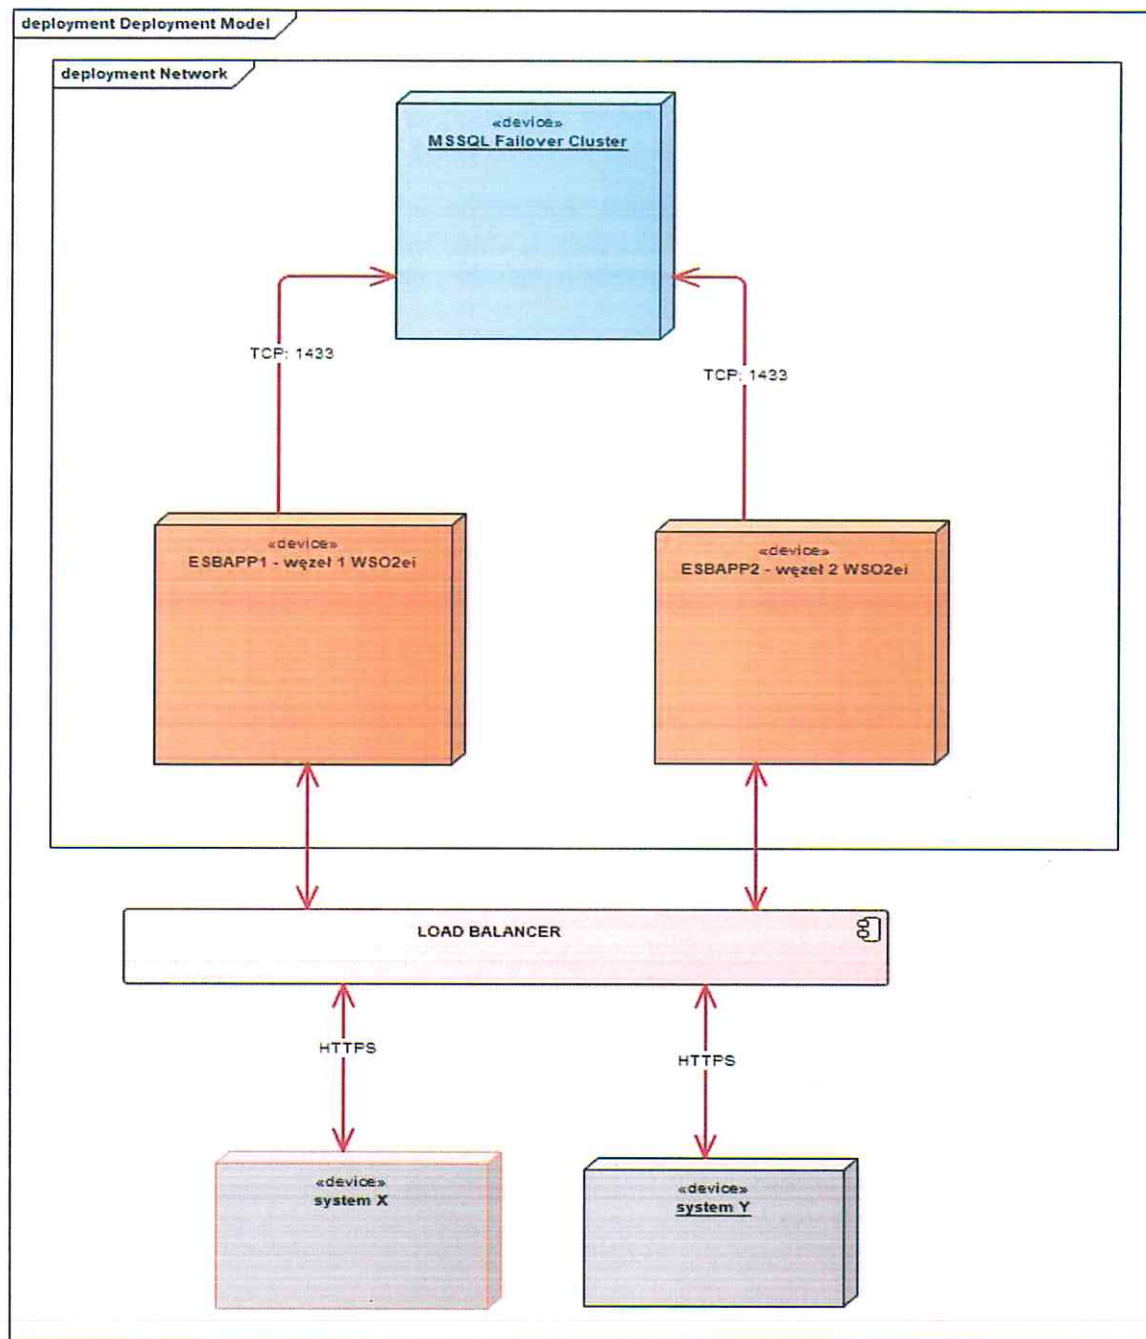 deployment Deployment Model
deployment Network
«device»
MSSQL Failover Cluster
TCP: 1433
TCP: 1433
«device»
ESBAPP1 - węzeł 1 WSO2ei
«device»
ESBAPP2 - węzeł 2 WSO2ei
LOAD BALANCER
HTTPS
HTTPS
«device»
system X
«device»
system Y